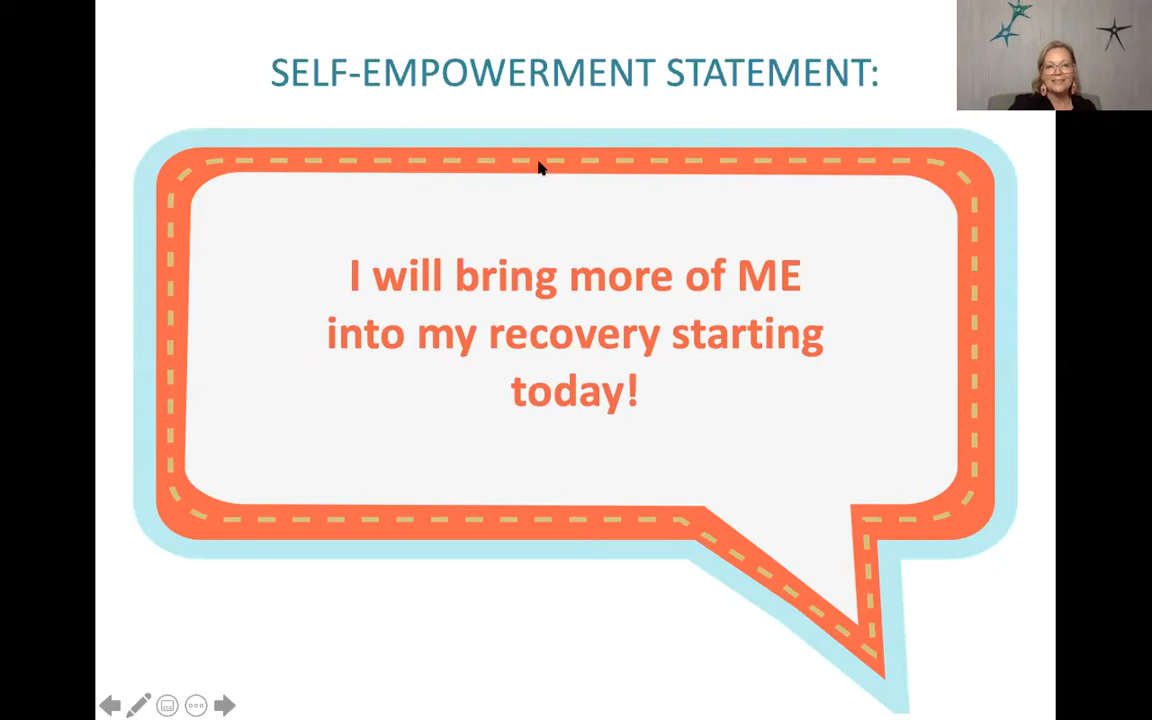 SELF-EMPOWERMENT STATEMENT:
I will bring more of ME
into my recovery starting
today!